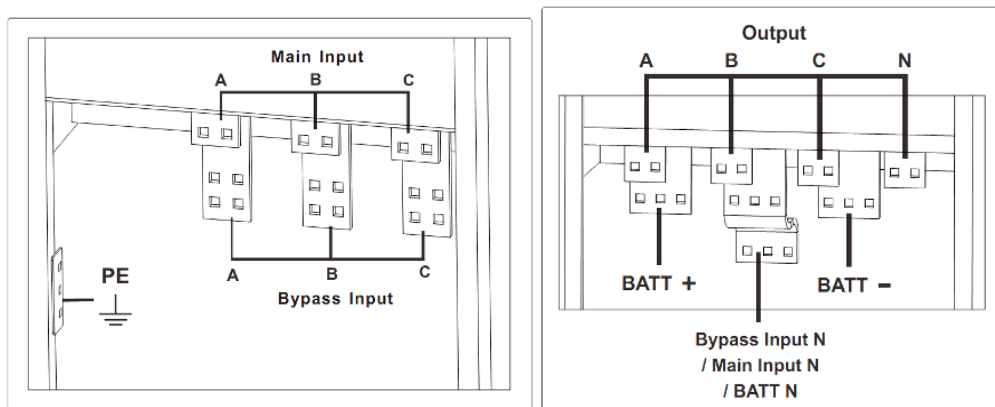 Main Input
A B C
A B C
Bypass Input
PE
Output
A B C N
BATT + BATT -
Bypass Input N
/ Main Input N
/ BATT N